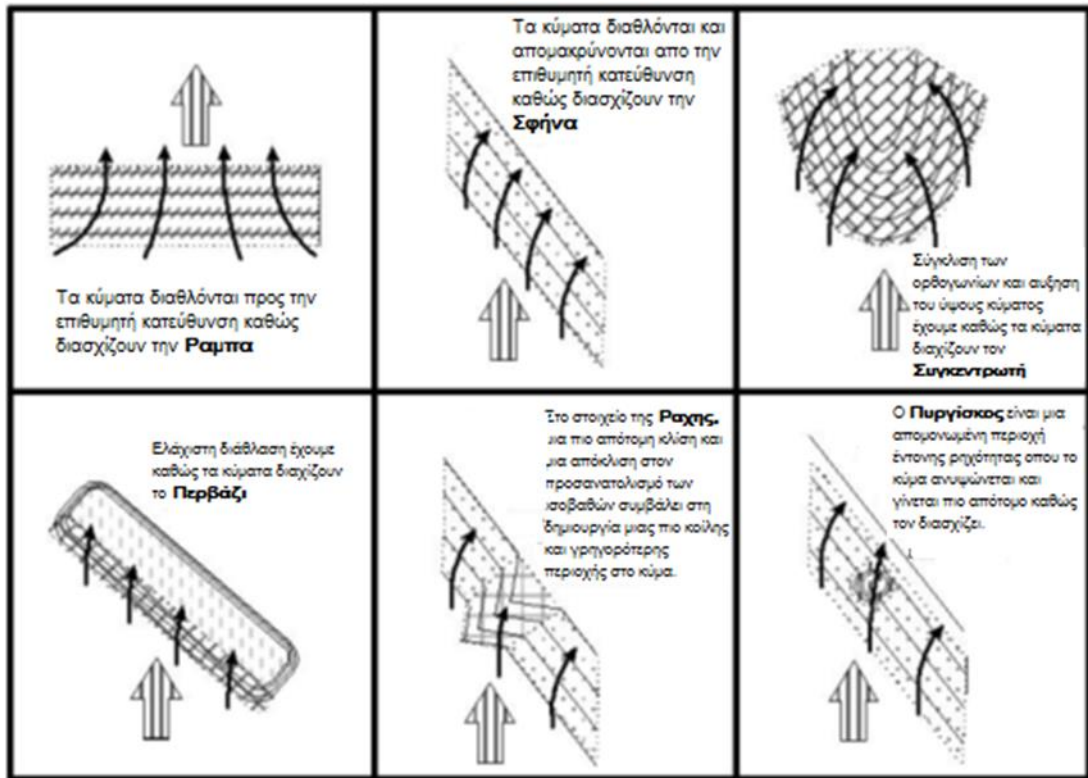 Τα κύματα διαθλόνται προς την
επιθυμητή κατεύθυνση καθώς
διασχίζουν την Ραμπα
Τα κύματα διαθλόνται και
απομακρύνονται απο την
επιθυμητή κατεύθυνση
καθώς διασχίζουν την
Σφήνα
Σύγκλιση των
ορθογωνίων και αυξηση
του ύψους κύματος
έχουμε καθώς τα κύματα
διαχίζουν τον
Συγκεντρωτή
Ελάχιστη διάθλαση έχουμε
καθώς τα κύματα διαχίζουν
το Περβάζι
Στο στοιχείο της Ραχης,
μια πιο απότομη κλίση και
μια απόκλιση στον
προσανατολισμό των
ισοβαθών συμβάλει στη
δημιουργία μιας πιο κοίλης
και γρηγορότερης
περιοχής στο κύμα.
Ο Πυργίσκος είναι μια
απομονωμένη περιοχή
έντονης ρηχότητας οπου το
κύμα ανυψώνεται και
γίνεται πιο απότομο καθώς
τον διασχίζει.